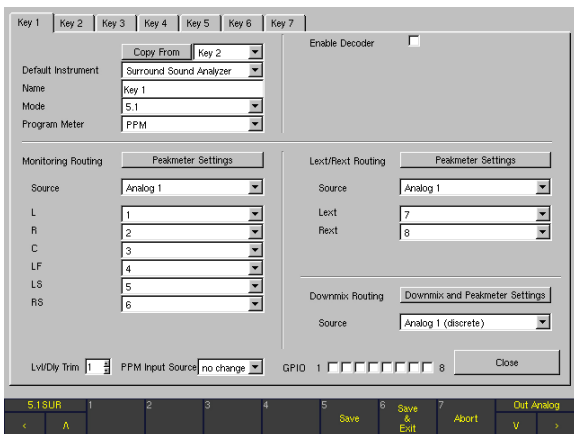 Key 1 Key 2 Key 3 Key 4 Key 5 Key 6 Key 7
Copy From Key 2 Enable Decoder
Default Instrument Surround Sound Analyzer
Name Key 1
Mode 5.1
Program Meter PPM
Monitoring Routing Peakmeter Settings Lext/Rext Routing Peakmeter Settings
Source Analog 1 Source Analog 1
L 1 Lext 7
R 2 Rext 8
C 3
LF 4
LS 5
RS 6
Downmix Routing Downmix and Peakmeter Settings
Source Analog 1 (discrete)
Lvl/Dly Trim 1 PPM Input Source no change GPIO 1 8 Close
5.1SUR 1 2 3 4 5 6 7 Out Analog
< Λ Save Save & Exit Abort V >